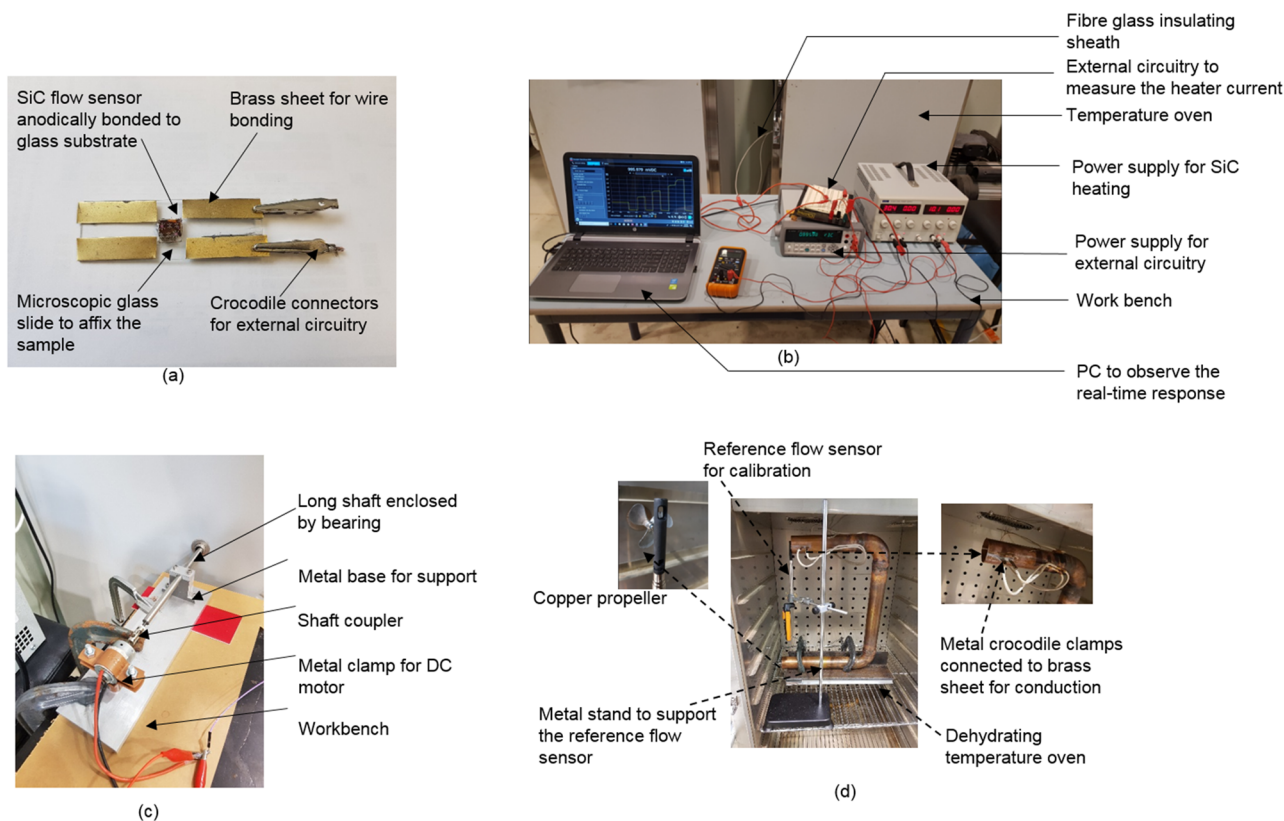 SiC flow sensor
anodically bonded to
glass substrate
Brass sheet for wire
bonding
Microscopic glass
slide to affix the
sample
Crocodile connectors
for external circuitry
(a)
Fibre glass insulating
sheath
External circuitry to
measure the heater current
Temperature oven
Power supply for SiC
heating
Power supply for
external circuitry
Work bench
PC to observe the
real-time response
(b)
Long shaft enclosed
by bearing
Metal base for support
Shaft coupler
Metal clamp for DC
motor
Workbench
(c)
Reference flow sensor
for calibration
Copper propeller
Metal stand to support
the reference flow
sensor
Metal crocodile clamps
connected to brass
sheet for conduction
Dehydrating
temperature oven
(d)